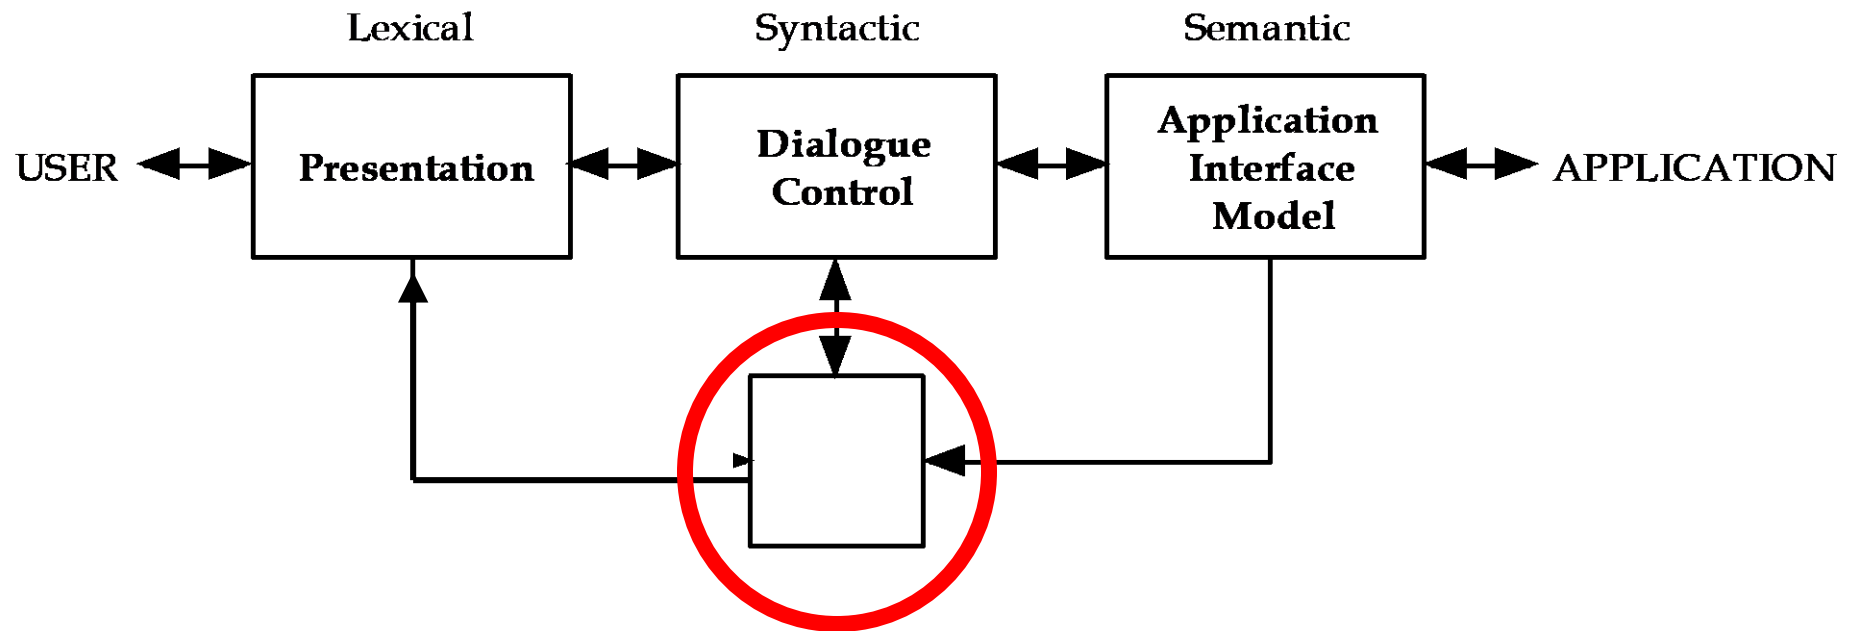 Lexical
Syntactic
Semantic
USER
Presentation
Dialogue
Control
Application
Interface
Model
APPLICATION